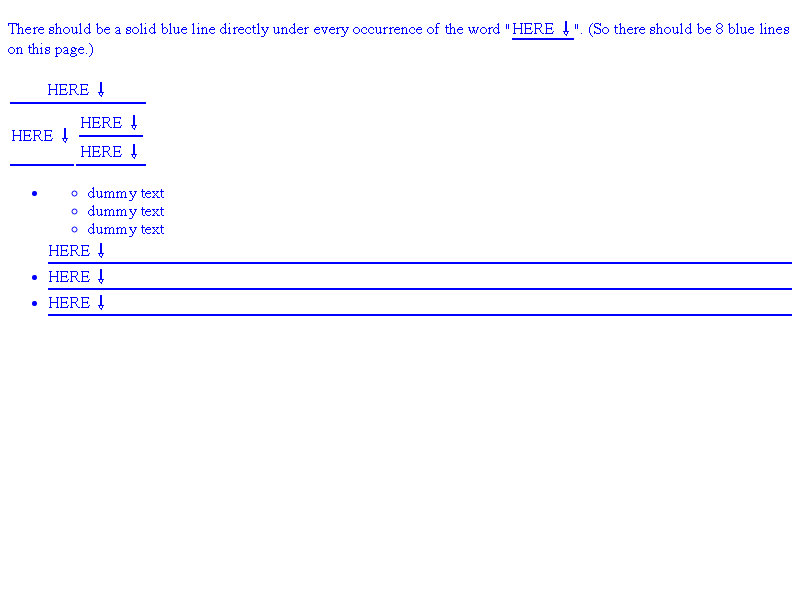 There should be a solid blue line directly under every occurrence of the word "HERE ⇩". (So there should be 8 blue lines
on this page.)
HERE ⇩
HERE ⇩
HERE ⇩
HERE ⇩
dummy text
dummy text
dummy text
HERE ⇩
HERE ⇩
HERE ⇩